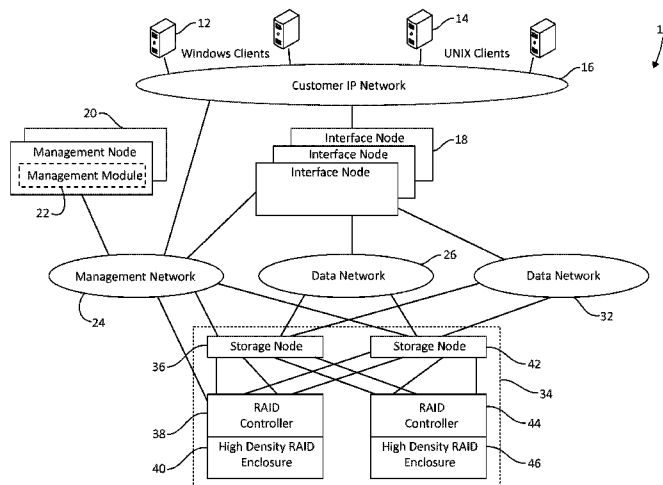 12
14
1
Windows Clients
UNIX Clients
16
Customer IP Network
20
Interface Node
18
Management Node
Interface Node
Management Module
Interface Node
22
26
Management Network
Data Network
Data Network
24
32
36
Storage Node
Storage Node
42
34
38
RAID
Controller
RAID
Controller
44
40
High Density RAID
Enclosure
High Density RAID
Enclosure
46